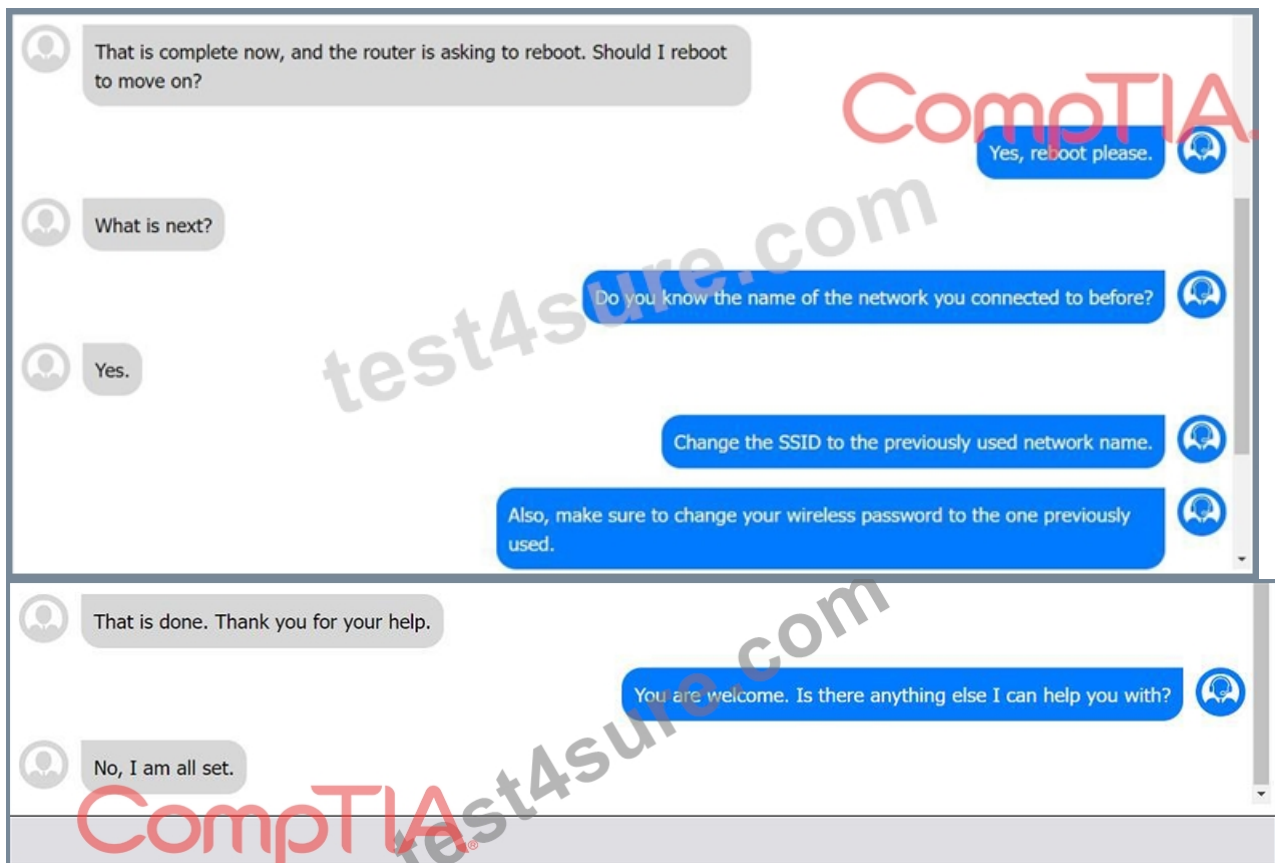 That is complete now, and the router is asking to reboot. Should I reboot
to move on?
CompTIA.
Yes, reboot please.
What is next?
test4sure.com
Do you know the name of the network you connected to before?
Yes.
Change the SSID to the previously used network name.
Also, make sure to change your wireless password to the one previously
used.
That is done. Thank you for your help.
You are welcome. Is there anything else I can help you with?
test4sure.com
No, I am all set.
CompTIA®